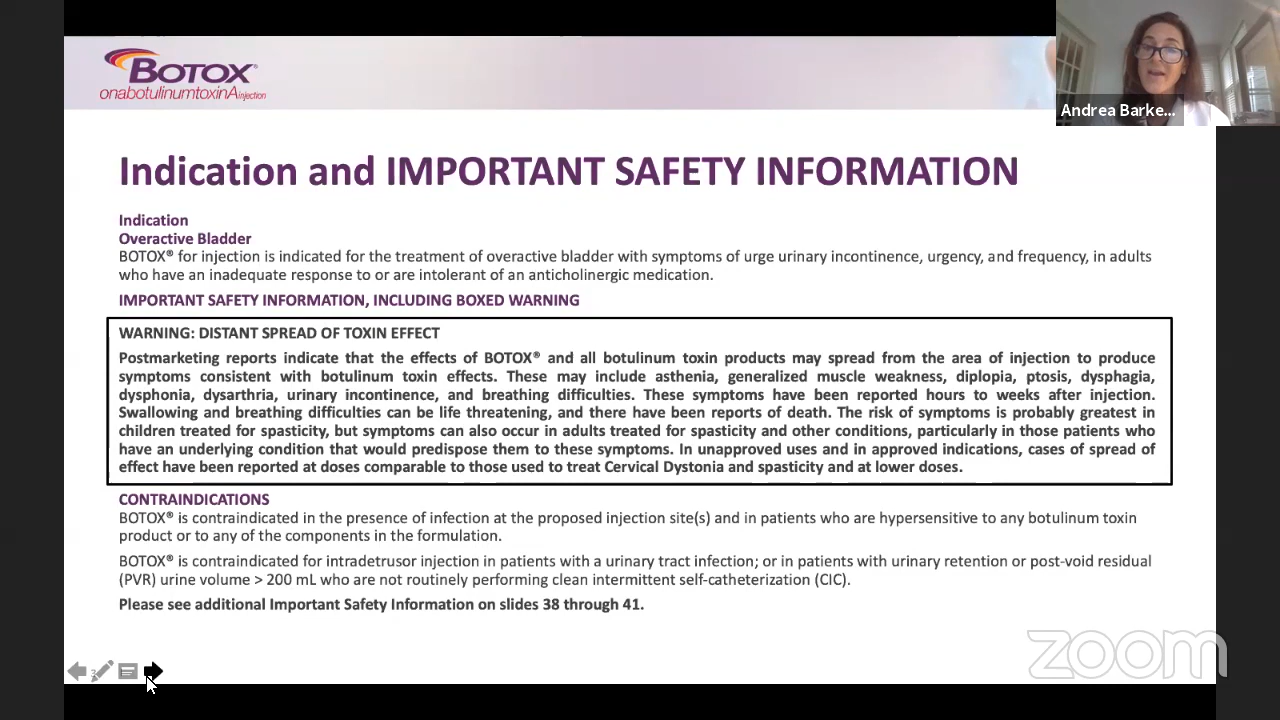 BOTOX®
onabotulinumtoxinA injection
Andrea Barke...
Indication and IMPORTANT SAFETY INFORMATION
Indication
Overactive Bladder
BOTOX® for injection is indicated for the treatment of overactive bladder with symptoms of urge urinary incontinence, urgency, and frequency, in adults
who have an inadequate response to or are intolerant of an anticholinergic medication.
IMPORTANT SAFETY INFORMATION, INCLUDING BOXED WARNING
WARNING: DISTANT SPREAD OF TOXIN EFFECT
Postmarketing reports indicate that the effects of BOTOX® and all botulinum toxin products may spread from the area of injection to produce
symptoms consistent with botulinum toxin effects. These may include asthenia, generalized muscle weakness, diplopia, ptosis, dysphagia,
dysphonia, dysarthria, urinary incontinence, and breathing difficulties. These symptoms have been reported hours to weeks after injection.
Swallowing and breathing difficulties can be life threatening, and there have been reports of death. The risk of symptoms is probably greatest in
children treated for spasticity, but symptoms can also occur in adults treated for spasticity and other conditions, particularly in those patients who
have an underlying condition that would predispose them to these symptoms. In unapproved uses and in approved indications, cases of spread of
effect have been reported at doses comparable to those used to treat Cervical Dystonia and spasticity and at lower doses.
CONTRAINDICATIONS
BOTOX® is contraindicated in the presence of infection at the proposed injection site(s) and in patients who are hypersensitive to any botulinum toxin
product or to any of the components in the formulation.
BOTOX® is contraindicated for intradetrusor injection in patients with a urinary tract infection; or in patients with urinary retention or post-void residual
(PVR) urine volume > 200 mL who are not routinely performing clean intermittent self-catheterization (CIC).
Please see additional Important Safety Information on slides 38 through 41.
zoom